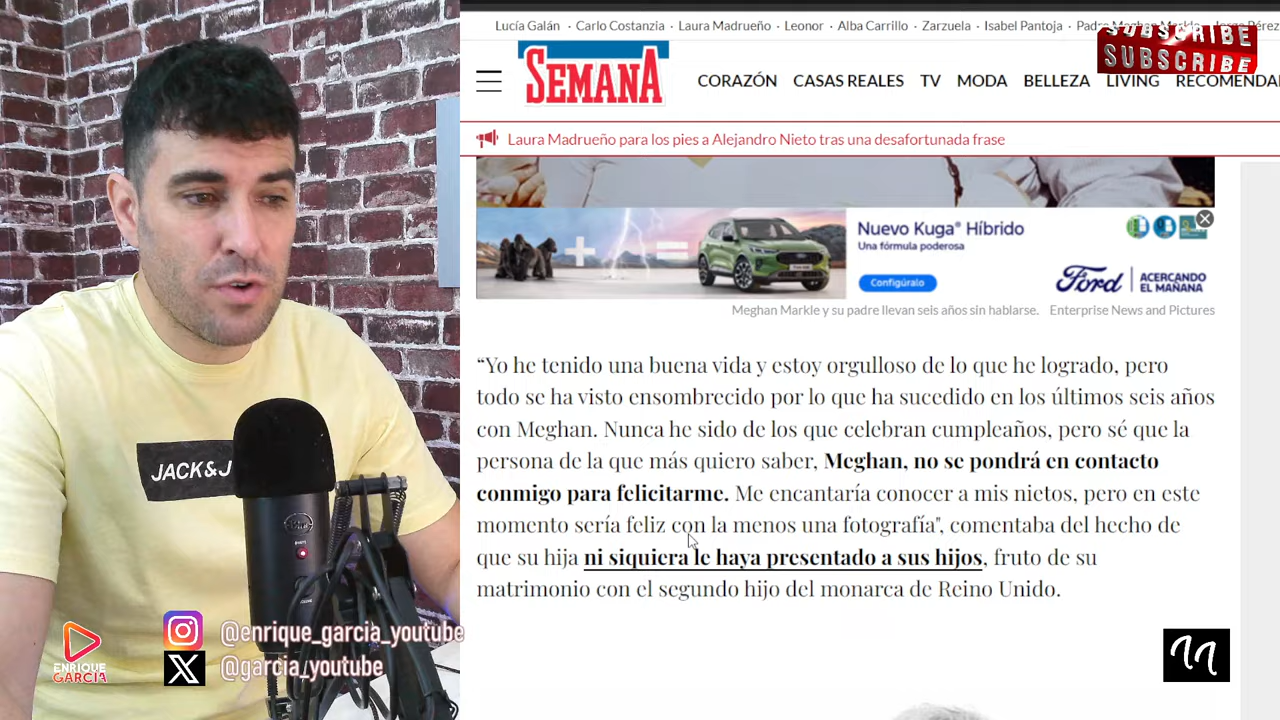 Lucía Galán · Carlo Costanzia · Laura Madrueño · Leonor · Alba Carrillo · Zarzuela · Isabel Pantoja ·
SUBSCRIBE
SUBSCRIBE
SEMANA
CORAZÓN CASAS REALES TV MODA BELLEZA LIVING RECOMENDA
Laura Madrueño para los pies a Alejandro Nieto tras una desafortunada frase
Nuevo Kuga® Híbrido
Una fórmula poderosa
Configúralo
Ford
ACERCANDO
EL MAÑANA
Meghan Markle y su padre llevan seis años sin hablarse. Enterprise News and Pictures
“Yo he tenido una buena vida y estoy orgulloso de lo que he logrado, pero
todo se ha visto ensombrecido por lo que ha sucedido en los últimos seis años
con Meghan. Nunca he sido de los que celebran cumpleaños, pero sé que la
persona de la que más quiero saber, Meghan, no se pondrá en contacto
conmigo para felicitarme. Me encantaría conocer a mis nietos, pero en este
momento sería feliz con la menos una fotografía", comentaba del hecho de
que su hija ni siquiera le haya presentado a sus hijos, fruto de su
matrimonio con el segundo hijo del monarca de Reino Unido.
JACK & J
@enrique_garcia_youtube
@garcia_youtube
ENRIQUE
GARCIA